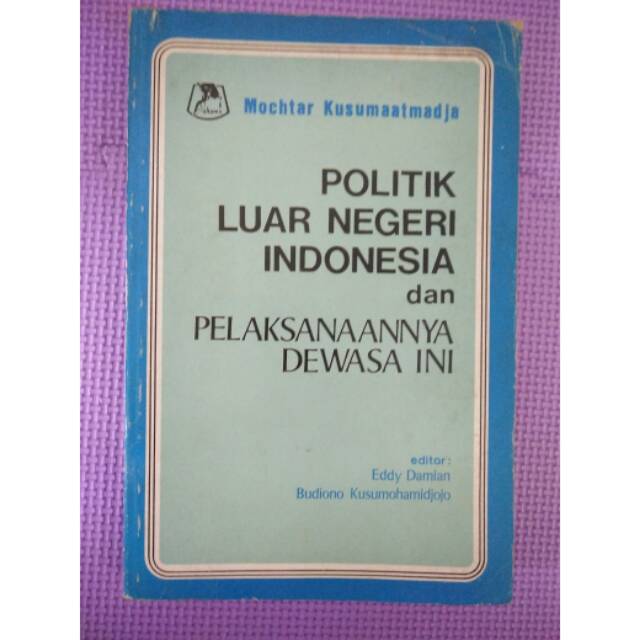 Mochtar Kusumaatmadja
POLITIK
LUAR NEGERI
INDONESIA
dan
PELAKSANAANNYA
DEWASA INI
editor:
Eddy Damian
Budiono Kusumohamidjojo